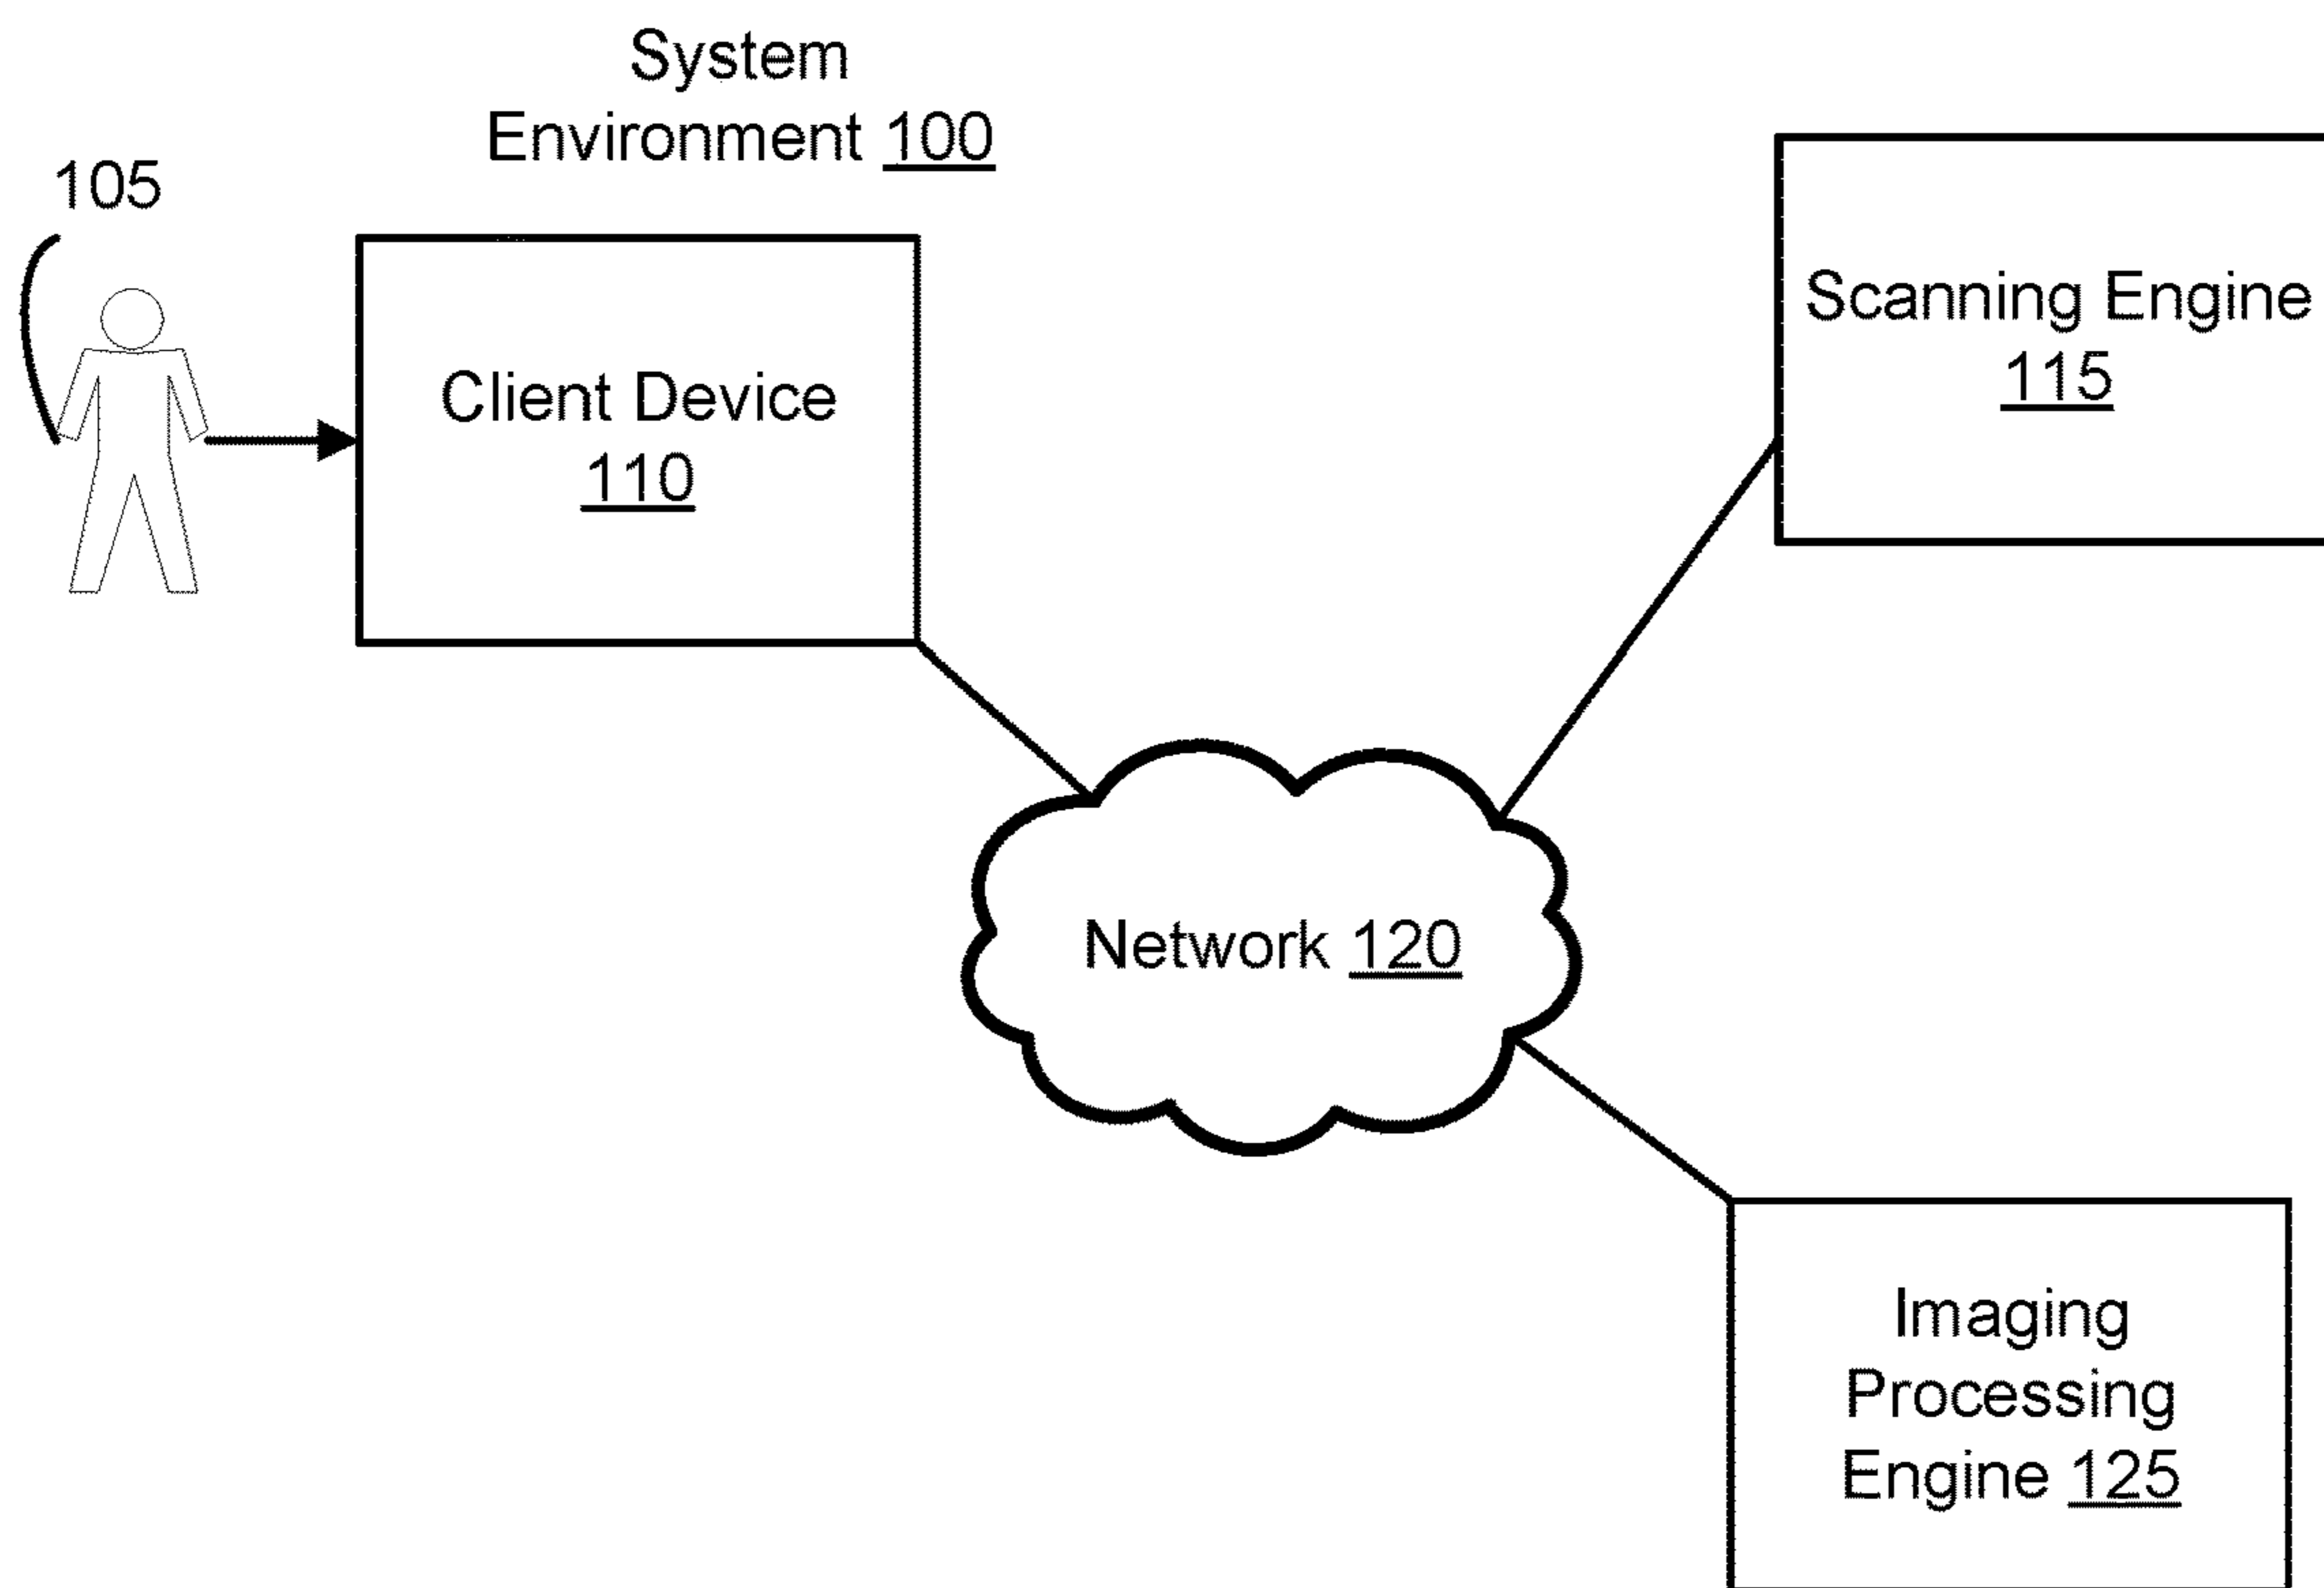 System
Environment 100
105
Client Device
110
Scanning Engine
115
Network 120
Imaging
Processing
Engine 125